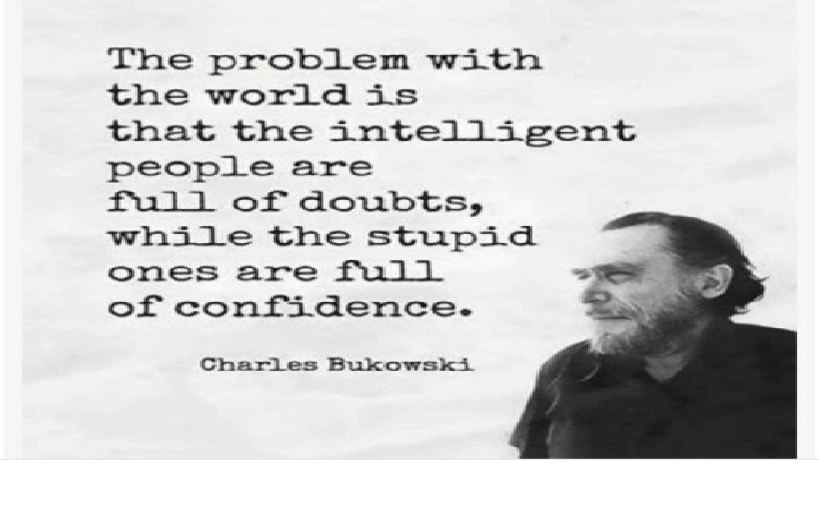 The problem with
the world is
that the intelligent
people are
full of doubts,
while the stupid
ones are full
of confidence.
Charles Bukowski